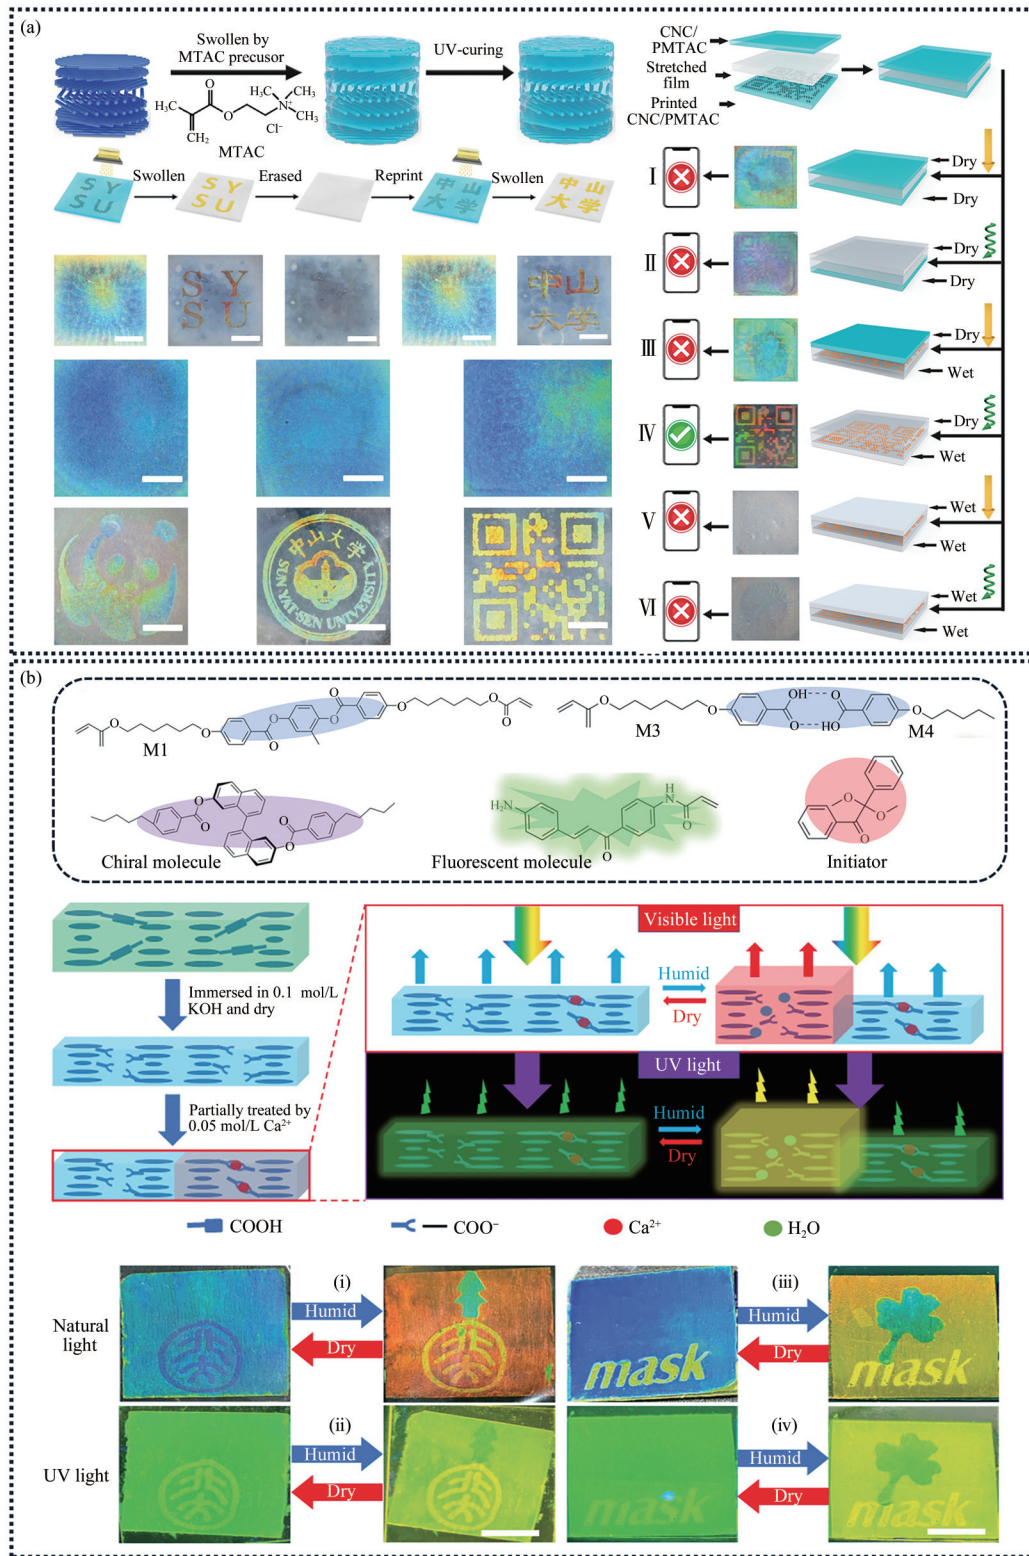 (a)
Swollen by
MTAC precusor
UV-curing
H₃C
O
O
CH₂
H₃C
CH₃
N⁺
CH₃
Cl⁻
MTAC
CNC/
PMTAC
Stretched
film
Printed
CNC/PMTAC
S Y
S U
Swollen
S Y
S U
Erased
Reprint
中山
大学
Swollen
中山
大学
S Y
S U
中山
大学
中山大学
SUN YAT-SEN UNIVERSITY
I
Dry
Dry
II
Dry
Dry
III
Dry
Wet
IV
Dry
Wet
V
Wet
Wet
VI
Wet
Wet
(b)
O
O
O
O
O
O
O
O
M1
O
O
OH
O
O
HO
O
M3
M4
O
O
O
O
Chiral molecule
H₂N
O
H
N
O
Fluorescent molecule
O
O
O
Initiator
Immersed in 0.1 mol/L
KOH and dry
Partially treated by
0.05 mol/L Ca²⁺
Visible light
Humid
Dry
UV light
Humid
Dry
COOH
COO⁻
Ca²⁺
H₂O
Natural
light
(i)
Humid
Dry
mask
(iii)
Humid
Dry
mask
UV light
(ii)
Humid
Dry
mask
(iv)
Humid
Dry
mask